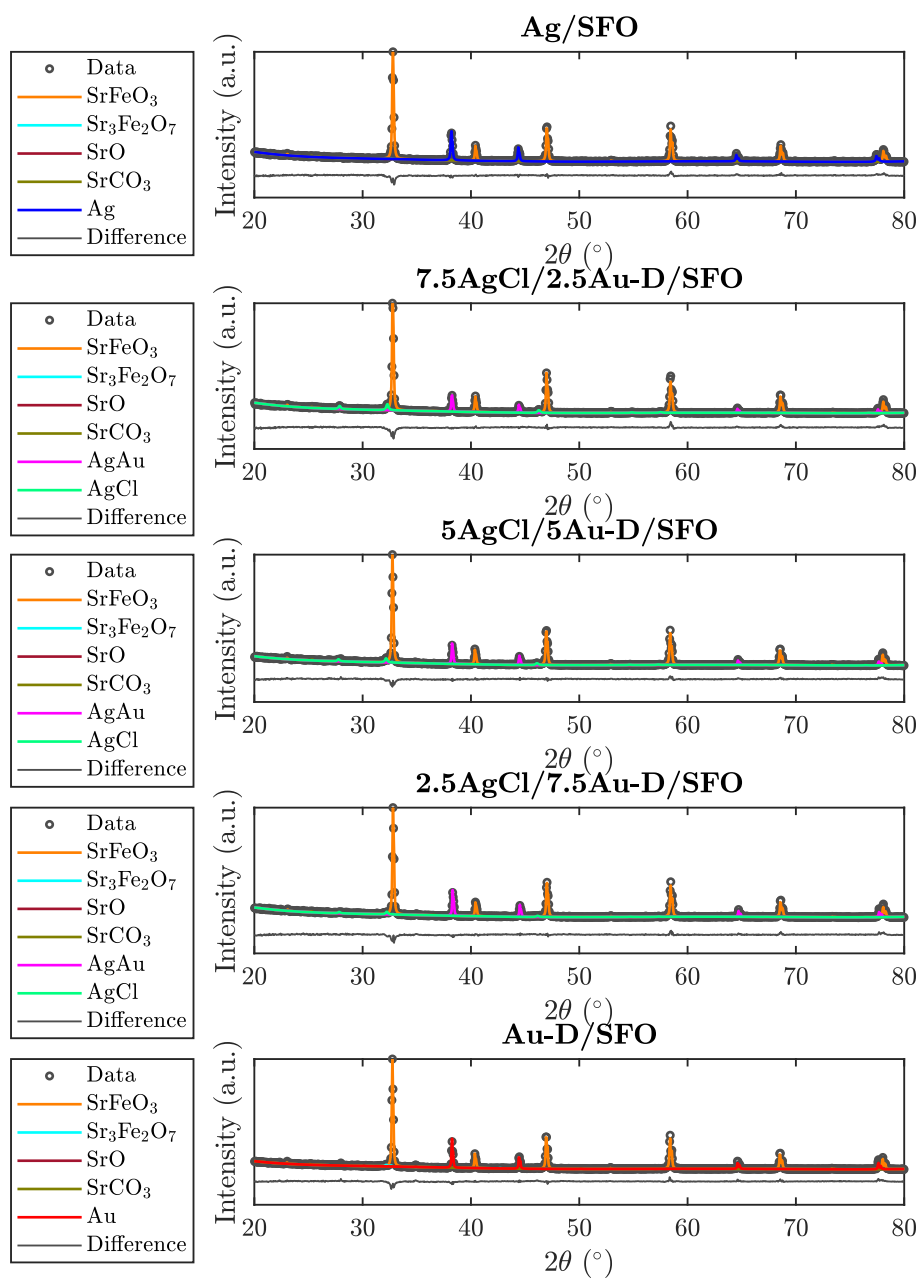 Ag/SFO
Data
SrFeO₃
Sr₃Fe₂O₇
SrO
SrCO₃
Ag
Difference
Intensity (a.u.)
20 30 40 50 60 70 80
2θ (°)
7.5AgCl/2.5Au-D/SFO
Data
SrFeO₃
Sr₃Fe₂O₇
SrO
SrCO₃
AgAu
AgCl
Difference
Intensity (a.u.)
20 30 40 50 60 70 80
2θ (°)
5AgCl/5Au-D/SFO
Data
SrFeO₃
Sr₃Fe₂O₇
SrO
SrCO₃
AgAu
AgCl
Difference
Intensity (a.u.)
20 30 40 50 60 70 80
2θ (°)
2.5AgCl/7.5Au-D/SFO
Data
SrFeO₃
Sr₃Fe₂O₇
SrO
SrCO₃
AgAu
AgCl
Difference
Intensity (a.u.)
20 30 40 50 60 70 80
2θ (°)
Au-D/SFO
Data
SrFeO₃
Sr₃Fe₂O₇
SrO
SrCO₃
Au
Difference
Intensity (a.u.)
20 30 40 50 60 70 80
2θ (°)